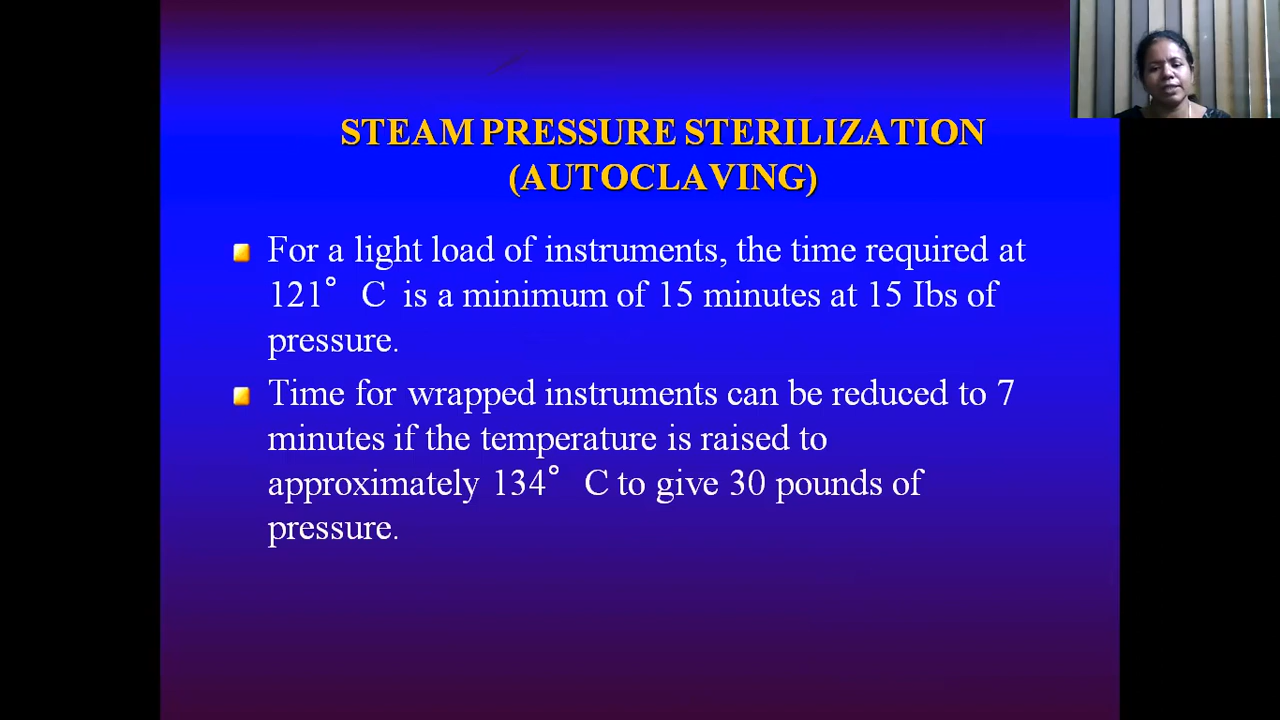 STEAM PRESSURE STERILIZATION
(AUTOCLAVING)
For a light load of instruments, the time required at
121° C is a minimum of 15 minutes at 15 Ibs of
pressure.
Time for wrapped instruments can be reduced to 7
minutes if the temperature is raised to
approximately 134° C to give 30 pounds of
pressure.